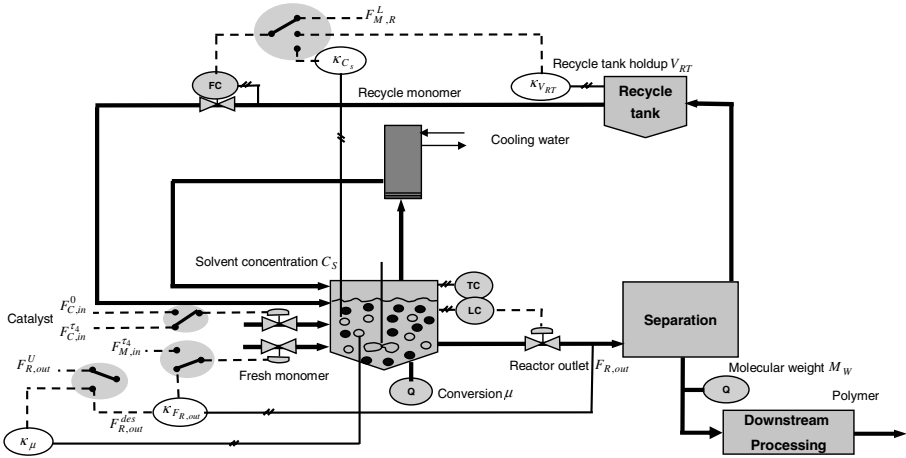 F^L_{M,R}
κ_{C_s}
FC
Recycle tank holdup V_{RT}
κ_{V_{RT}}
Recycle monomer
Recycle
tank
Cooling water
Solvent concentration C_S
TC
LC
F^0_{C,in}
Catalyst
F^{τ_4}_{C,in}
F^{τ_4}_{M,in}
Fresh monomer
Separation
Reactor outlet F_{R,out}
F^U_{R,out}
Q
Conversion μ
Molecular weight M_W
Q
Polymer
F^{des}_{R,out}
κ_{F_{R,out}}
κ_μ
Downstream
Processing